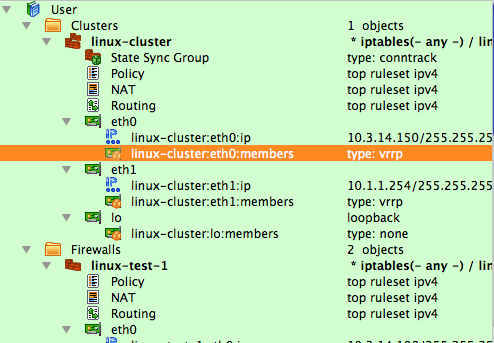 User
Clusters 1 objects
linux-cluster * iptables(- any -) / lin
State Sync Group type: conntrack
Policy top ruleset ipv4
NAT top ruleset ipv4
Routing top ruleset ipv4
eth0
linux-cluster:eth0:ip 10.3.14.150/255.255.25
linux-cluster:eth0:members type: vrrp
eth1
linux-cluster:eth1:ip 10.1.1.254/255.255.255
linux-cluster:eth1:members type: vrrp
lo loopback
linux-cluster:lo:members type: none
Firewalls 2 objects
linux-test-1 * iptables(- any -) / lin
Policy top ruleset ipv4
NAT top ruleset ipv4
Routing top ruleset ipv4
eth0